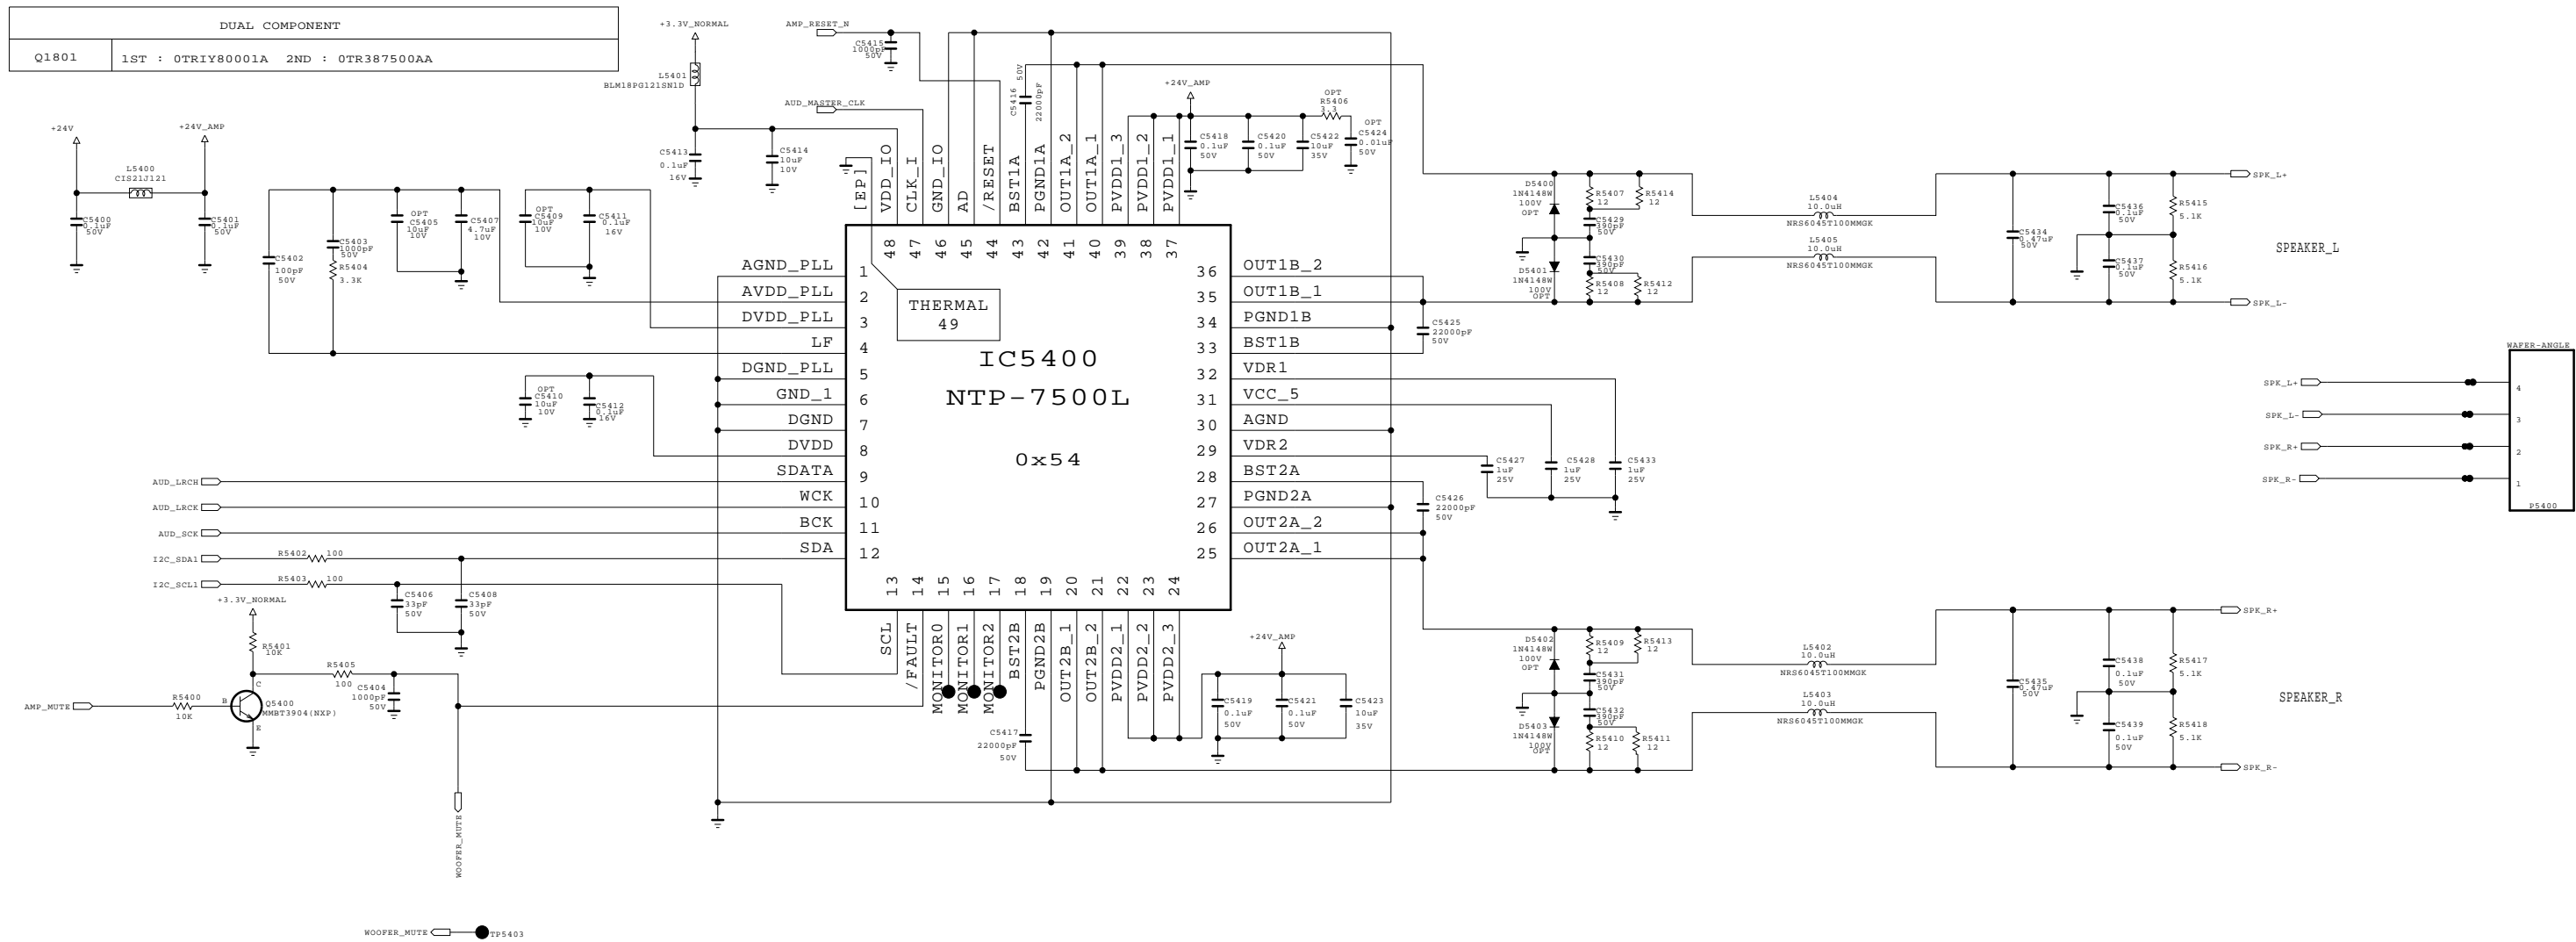 DUAL COMPONENT
Q1801
1ST : 0TRIY80001A 2ND : 0TR387500AA
+3.3V_NORMAL
L5401
BLM18PG121SN1D
AMP_RESET_N
C5415
1000pF
50V
AUD_MASTER_CLK
C5413
0.1uF
16V
C5414
10uF
10V
C5416
22000pF
50V
+24V_AMP
OPT
R5406
3.3
C5418
0.1uF
50V
C5420
0.1uF
50V
C5422
10uF
35V
OPT
C5424
0.01uF
50V
+24V
+24V_AMP
L5400
CIS21J121
C5400
0.1uF
50V
C5401
0.1uF
50V
C5402
100pF
50V
C5403
1000pF
50V
R5404
3.3K
OPT
C5405
10uF
10V
C5407
4.7uF
10V
OPT
C5409
10uF
10V
C5411
0.1uF
16V
OPT
C5410
10uF
10V
C5412
0.1uF
16V
[EP]
VDD_IO
CLK_I
GND_IO
AD
/RESET
BST1A
PGND1A
OUT1A_2
OUT1A_1
PVDD1_3
PVDD1_2
PVDD1_1
48
47
46
45
44
43
42
41
40
39
38
37
AGND_PLL
AVDD_PLL
DVDD_PLL
LF
DGND_PLL
GND_1
DGND
DVDD
SDATA
WCK
BCK
SDA
1
2
3
4
5
6
7
8
9
10
11
12
THERMAL
49
IC5400
NTP-7500L
0x54
36
35
34
33
32
31
30
29
28
27
26
25
OUT1B_2
OUT1B_1
PGND1B
BST1B
VDR1
VCC_5
AGND
VDR2
BST2A
PGND2A
OUT2A_2
OUT2A_1
13
14
15
16
17
18
19
20
21
22
23
24
SCL
/FAULT
MONITOR0
MONITOR1
MONITOR2
BST2B
PGND2B
OUT2B_1
OUT2B_2
PVDD2_1
PVDD2_2
PVDD2_3
AUD_LRCH
AUD_LRCK
AUD_SCK
I2C_SDA1
I2C_SCL1
R5402
100
R5403
100
C5406
33pF
50V
C5408
33pF
50V
+3.3V_NORMAL
R5401
10K
R5405
100
C5404
1000pF
50V
AMP_MUTE
R5400
10K
B
C
E
Q5400
MMBT3904(NXP)
WOOFER_MUTE
WOOFER_MUTE
TP5403
C5417
22000pF
50V
+24V_AMP
C5419
0.1uF
50V
C5421
0.1uF
50V
C5423
10uF
35V
C5425
22000pF
50V
C5426
22000pF
50V
C5427
1uF
25V
C5428
1uF
25V
C5433
1uF
25V
D5400
1N4148W
100V
OPT
R5407
12
R5414
12
C5429
390pF
50V
C5430
390pF
50V
D5401
1N4148W
100V
OPT
R5408
12
R5412
12
L5404
10.0uH
NRS6045T100MMGK
L5405
10.0uH
NRS6045T100MMGK
C5434
0.47uF
50V
C5436
0.1uF
50V
C5437
0.1uF
50V
R5415
5.1K
R5416
5.1K
SPK_L+
SPEAKER_L
SPK_L-
WAFER-ANGLE
SPK_L+
4
SPK_L-
3
SPK_R+
2
SPK_R-
1
P5400
D5402
1N4148W
100V
OPT
R5409
12
R5413
12
C5431
390pF
50V
C5432
390pF
50V
D5403
1N4148W
100V
OPT
R5410
12
R5411
12
L5402
10.0uH
NRS6045T100MMGK
L5403
10.0uH
NRS6045T100MMGK
C5435
0.47uF
50V
C5438
0.1uF
50V
C5439
0.1uF
50V
R5417
5.1K
R5418
5.1K
SPK_R+
SPEAKER_R
SPK_R-